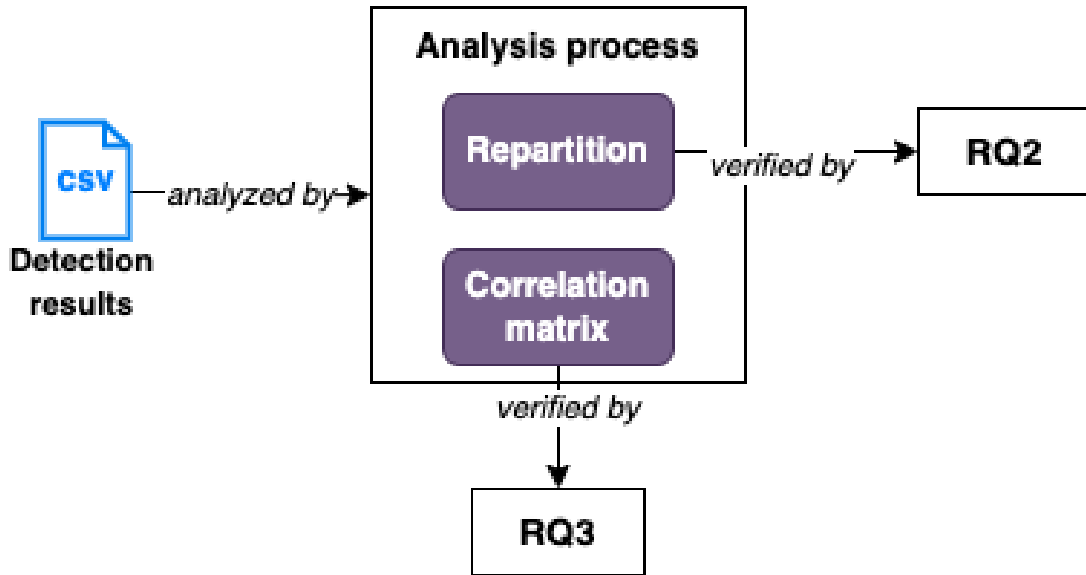 Analysis process
Repartition
verified by
RQ2
csv
analyzed by
Detection
results
Correlation
matrix
verified by
RQ3